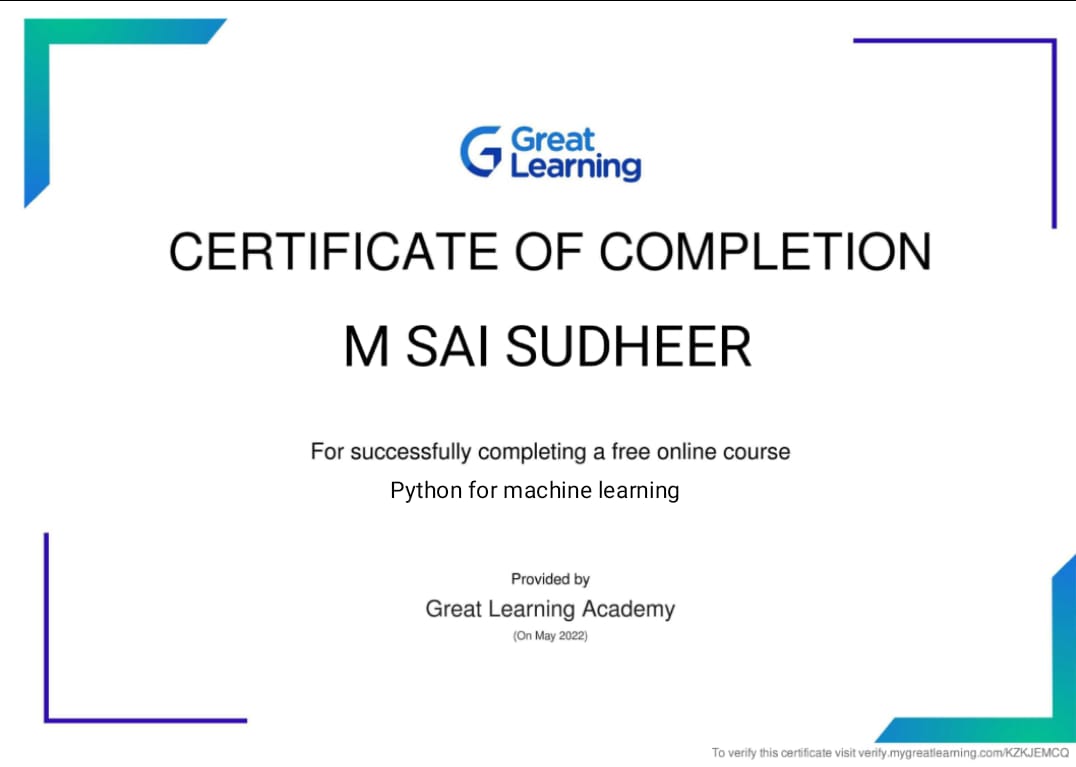 Great
Learning
CERTIFICATE OF COMPLETION
M SAI SUDHEER
For successfully completing a free online course
Python for machine learning
Provided by
Great Learning Academy
(On May 2022)
To verify this certificate visit verify.mygreatlearning.com/KZKJEMCQ